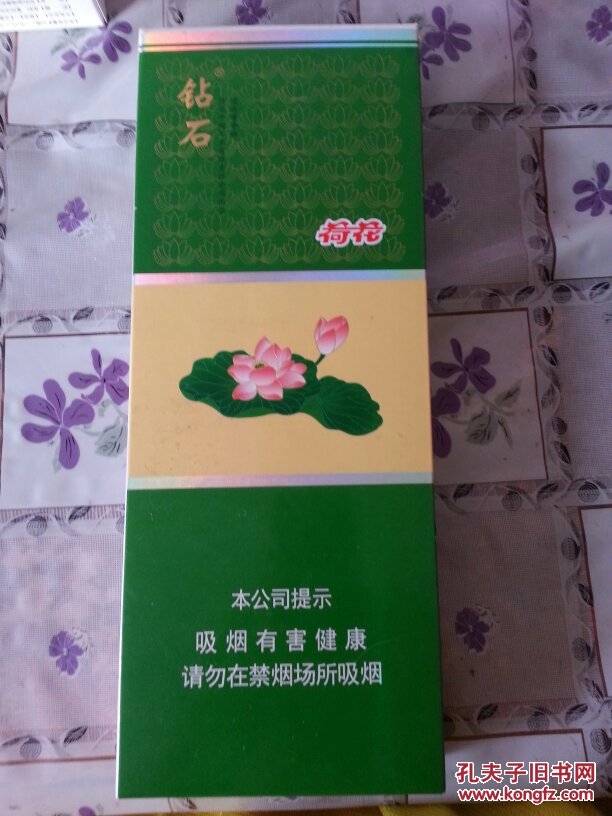 钻石®
荷花
本公司提示
吸烟有害健康
请勿在禁烟场所吸烟
孔夫子旧书网
www.kongfz.com